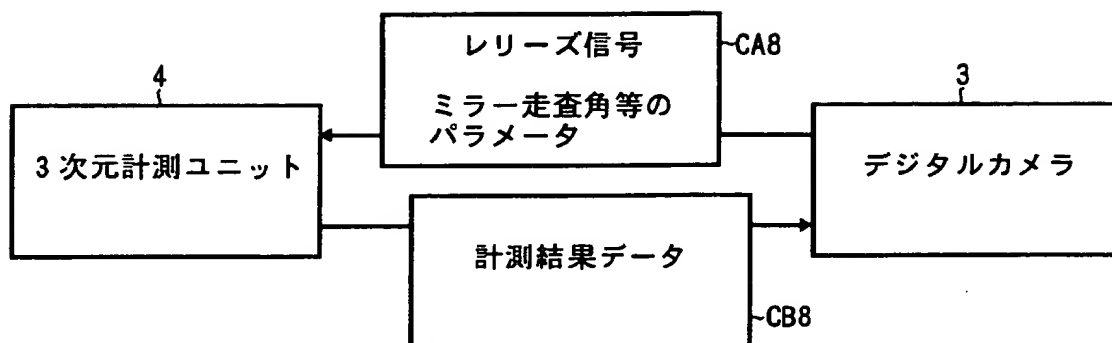 レリーズ信号
CA8
ミラー走査角等の
パラメータ
4
3次元計測ユニット
3
デジタルカメラ
計測結果データ
CB8